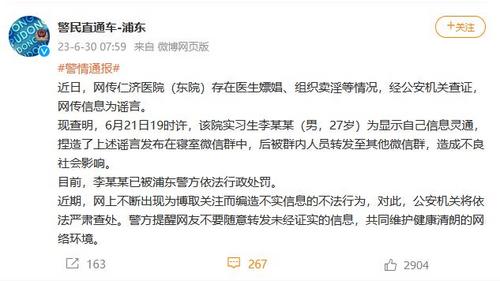 警民直通车-浦东
23-6-30 07:59 来自 微博网页版
+关注
#警情通报#
近日，网传仁济医院（东院）存在医生嫖娼、组织卖淫等情况，经公安机关查证，
网传信息为谣言。
现查明，6月21日19时许，该院实习生李某某（男，27岁）为显示自己信息灵通，
捏造了上述谣言发布在寝室微信群中，后被群内人员转发至其他微信群，造成不良
社会影响。
目前，李某某已被浦东警方依法行政处罚。
近期，网上不断出现为博取关注而编造不实信息的不法行为，对此，公安机关将依
法严肃查处。警方提醒网友不要随意转发未经证实的信息，共同维护健康清朗的网
络环境。
163
267
2904